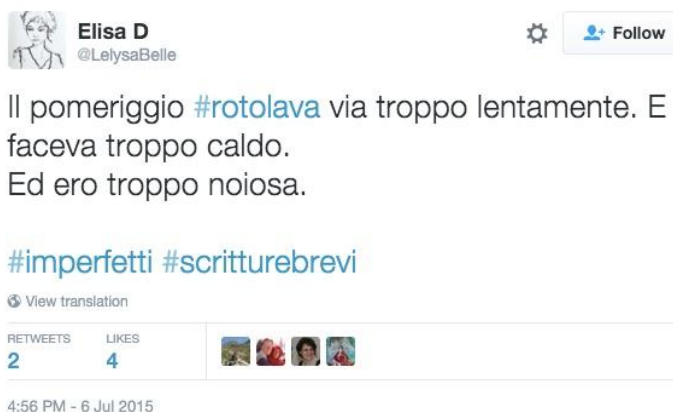 Elisa D
@LelysaBelle
Follow
Il pomeriggio #rotolava via troppo lentamente. E
faceva troppo caldo.
Ed ero troppo noiosa.
#imperfetti #scritturebrevi
View translation
RETWEETS LIKES
2 4
4:56 PM - 6 Jul 2015